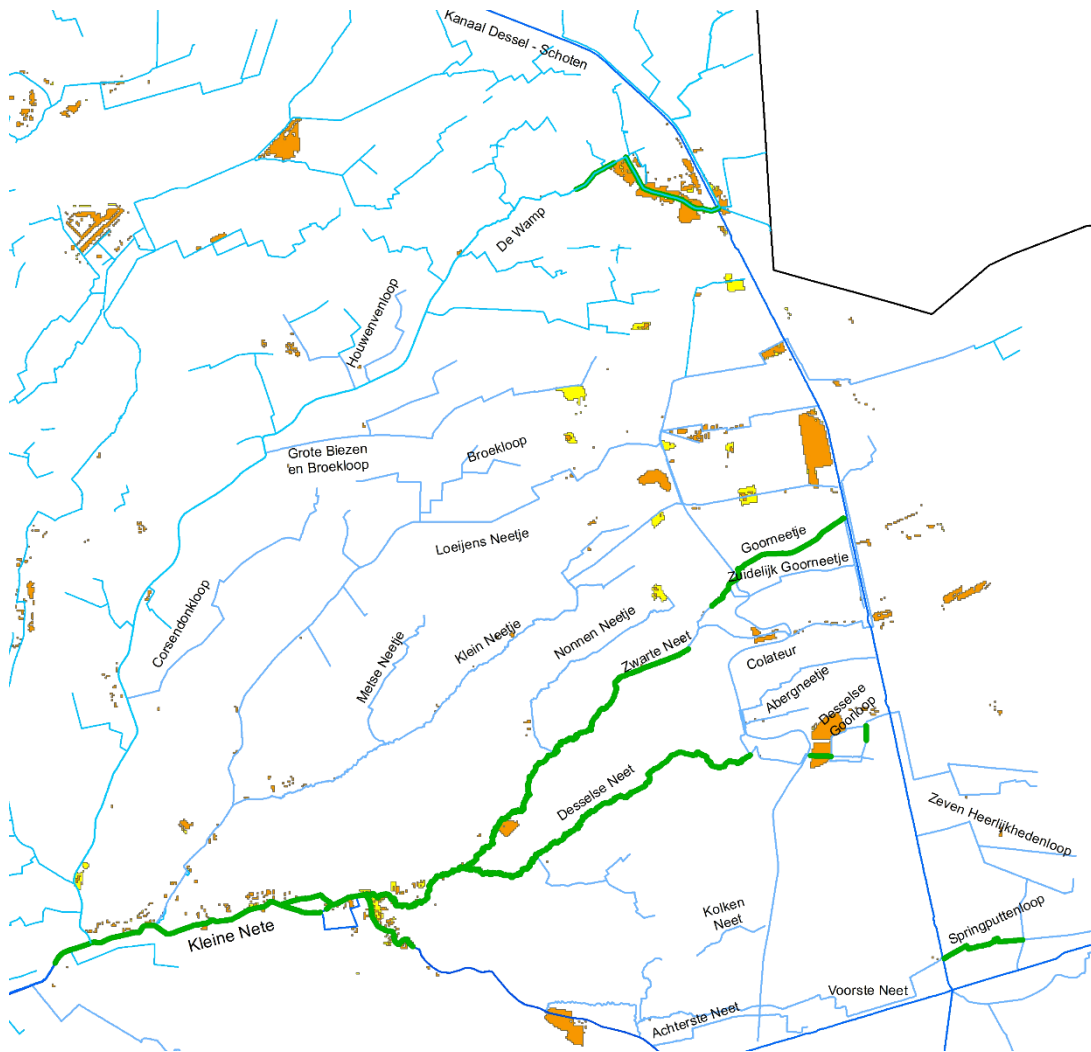 Kanaal Dessel - Schoten
De Wamp
Houwenvenloop
Grote Biezen
'en Broekloop
Broekloop
Loeijens Neetje
Goorneetje
Zuidelijk Goorneetje
Corsendonkloop
Metse Neetje
Klein Neetje
Nonnen Neetje
Zwarte Neet
Colateur
Abergneetje
Desselse
Goorloop
Desselse Neet
Zeven Heerlijkhedenloop
Kolken
Neet
Springputtenloop
Kleine Nete
Voorste Neet
Achterste Neet